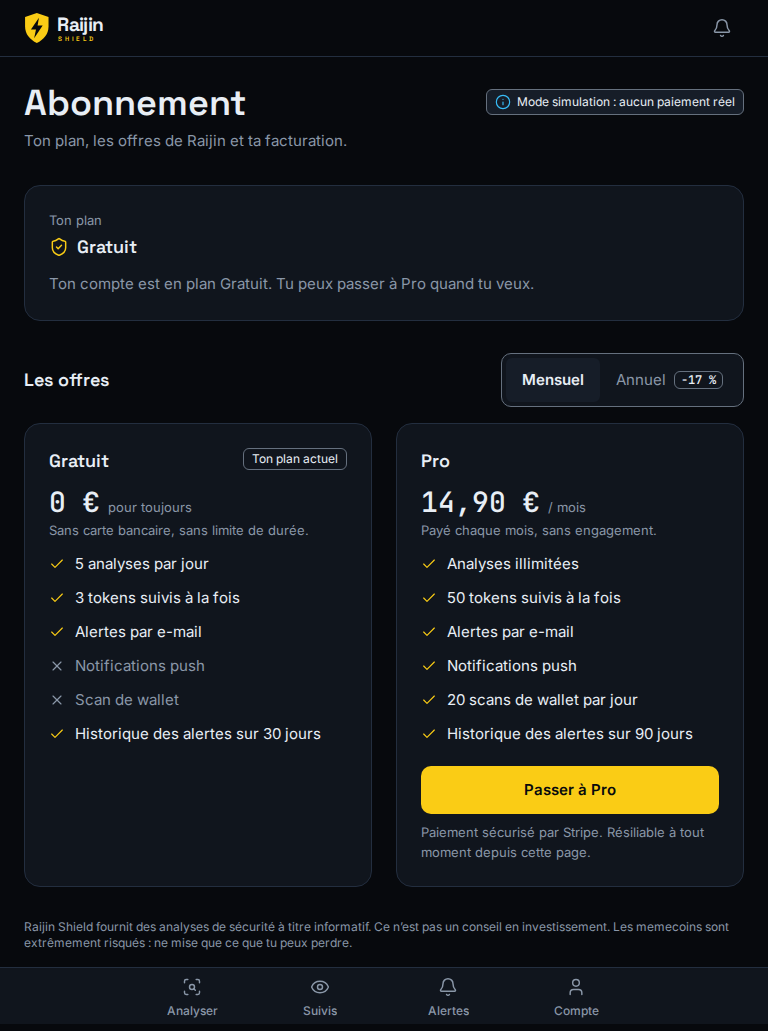 Raijin
SHIELD
Abonnement
Mode simulation : aucun paiement réel
Ton plan, les offres de Raijin et ta facturation.
Ton plan
Gratuit
Ton compte est en plan Gratuit. Tu peux passer à Pro quand tu veux.
Les offres
Mensuel
Annuel -17 %
Gratuit
Ton plan actuel
0 € pour toujours
Sans carte bancaire, sans limite de durée.
5 analyses par jour
3 tokens suivis à la fois
Alertes par e-mail
Notifications push
Scan de wallet
Historique des alertes sur 30 jours
Pro
14,90 € / mois
Payé chaque mois, sans engagement.
Analyses illimitées
50 tokens suivis à la fois
Alertes par e-mail
Notifications push
20 scans de wallet par jour
Historique des alertes sur 90 jours
Passer à Pro
Paiement sécurisé par Stripe. Résiliable à tout
moment depuis cette page.
Raijin Shield fournit des analyses de sécurité à titre informatif. Ce n'est pas un conseil en investissement. Les memecoins sont
extrêmement risqués : ne mise que ce que tu peux perdre.
Analyser
Suivis
Alertes
Compte